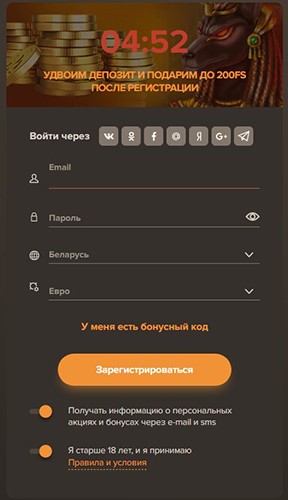 04:52
УДВОИМ ДЕПОЗИТ И ПОДАРИМ ДО 200FS
ПОСЛЕ РЕГИСТРАЦИИ
Войти через
Email
Пароль
Беларусь
Евро
У меня есть бонусный код
Зарегистрироваться
Получать информацию о персональных
акциях и бонусах через e-mail и sms
Я старше 18 лет, и я принимаю
Правила и условия